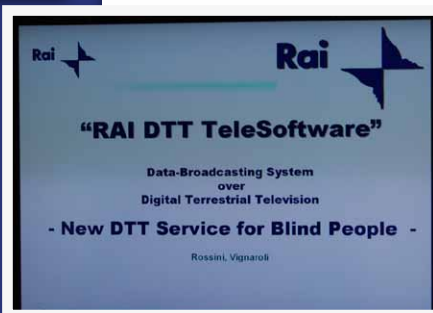 Rai
Rai
“RAI DTT TeleSoftware”
Data-Broadcasting System
over
Digital Terrestrial Television
- New DTT Service for Blind People -
Rossini, Vignaroli